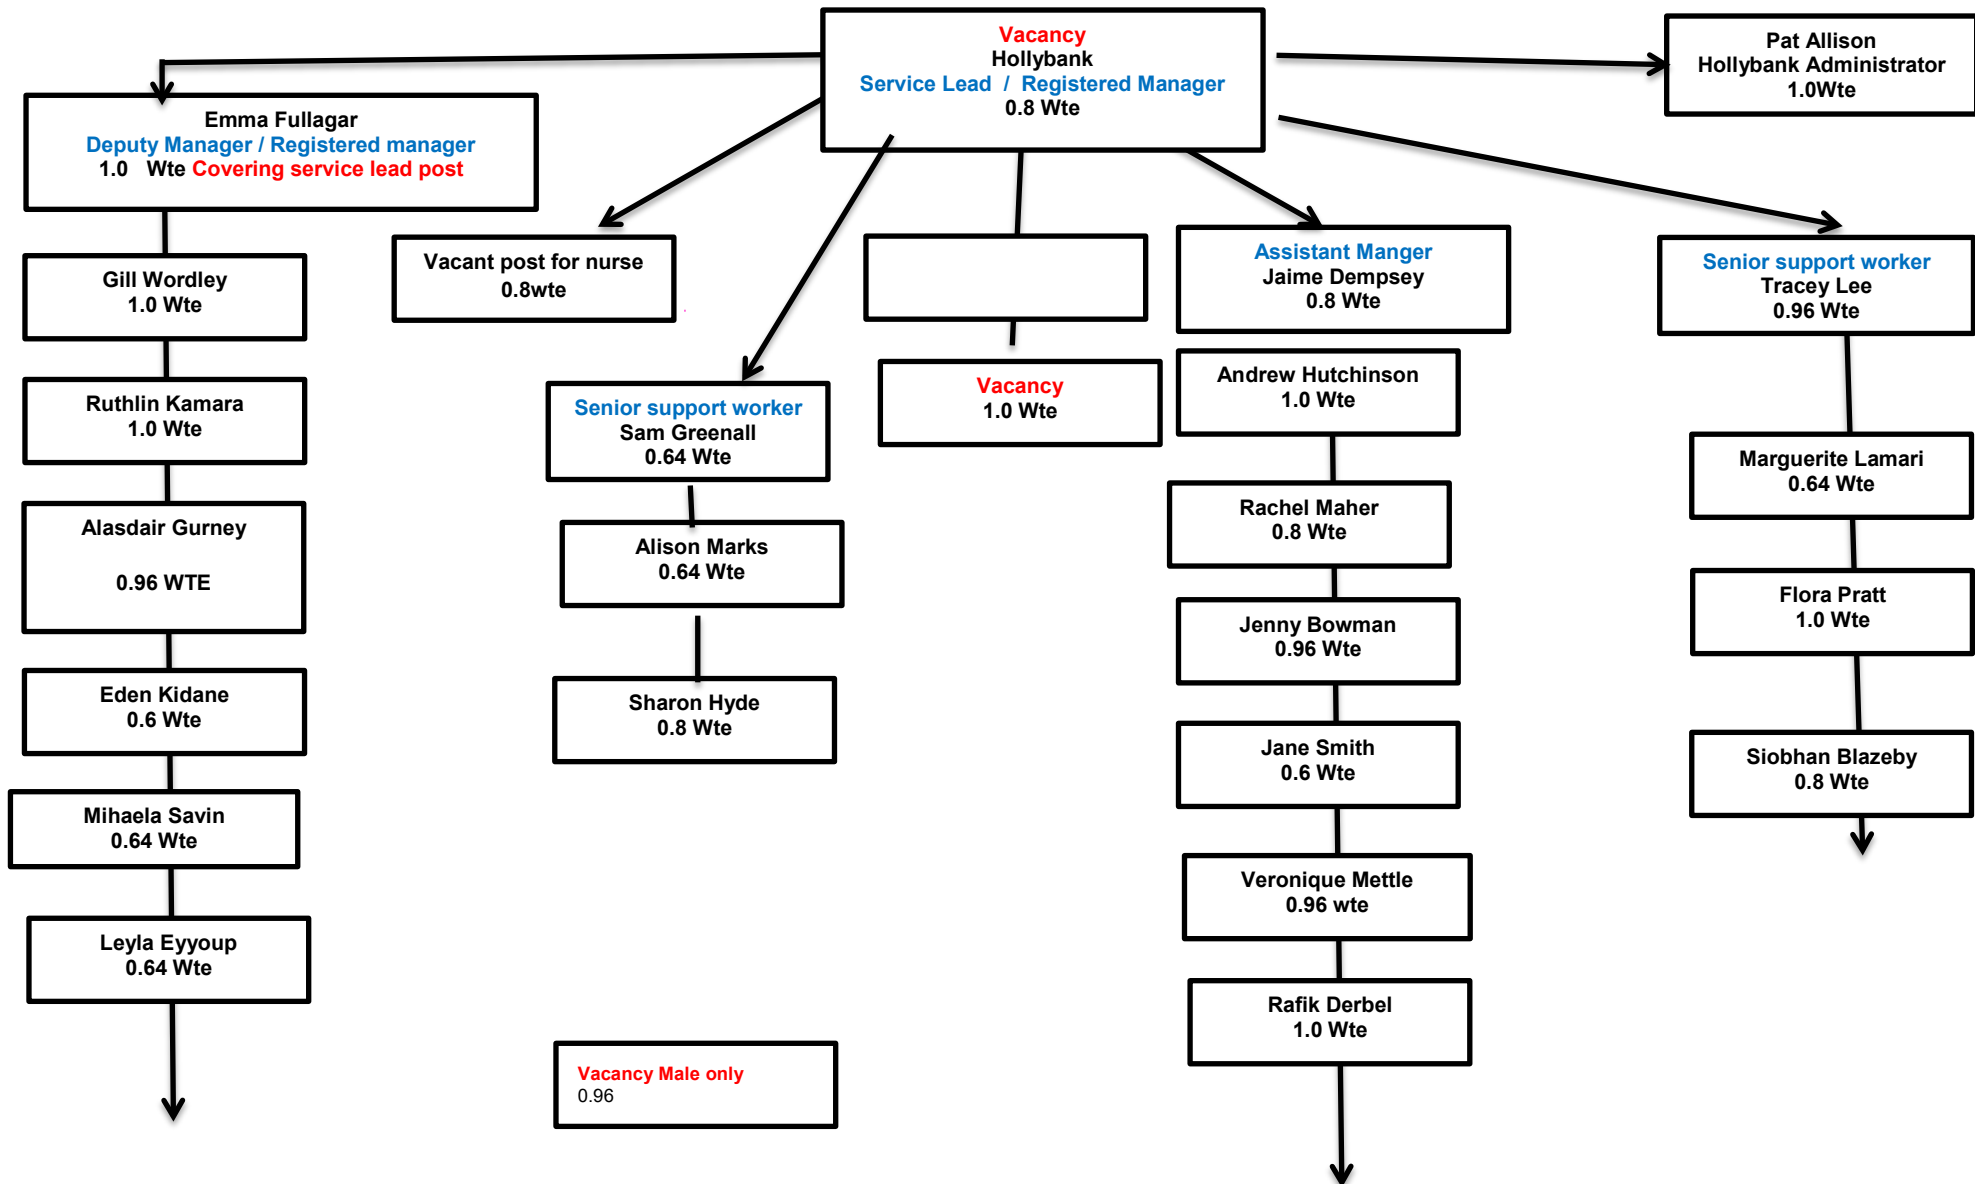 Vacancy
Hollybank
Service Lead / Registered Manager
0.8 Wte
Pat Allison
Hollybank Administrator
1.0Wte
Emma Fullagar
Deputy Manager / Registered manager
1.0 Wte Covering service lead post
Gill Wordley
1.0 Wte
Ruthlin Kamara
1.0 Wte
Alasdair Gurney
0.96 WTE
Eden Kidane
0.6 Wte
Mihaela Savin
0.64 Wte
Leyla Eyyoup
0.64 Wte
Vacant post for nurse
0.8wte
Senior support worker
Sam Greenall
0.64 Wte
Alison Marks
0.64 Wte
Sharon Hyde
0.8 Wte
Vacancy Male only
0.96
Vacancy
1.0 Wte
Assistant Manger
Jaime Dempsey
0.8 Wte
Andrew Hutchinson
1.0 Wte
Rachel Maher
0.8 Wte
Jenny Bowman
0.96 Wte
Jane Smith
0.6 Wte
Veronique Mettle
0.96 wte
Rafik Derbel
1.0 Wte
Senior support worker
Tracey Lee
0.96 Wte
Marguerite Lamari
0.64 Wte
Flora Pratt
1.0 Wte
Siobhan Blazeby
0.8 Wte